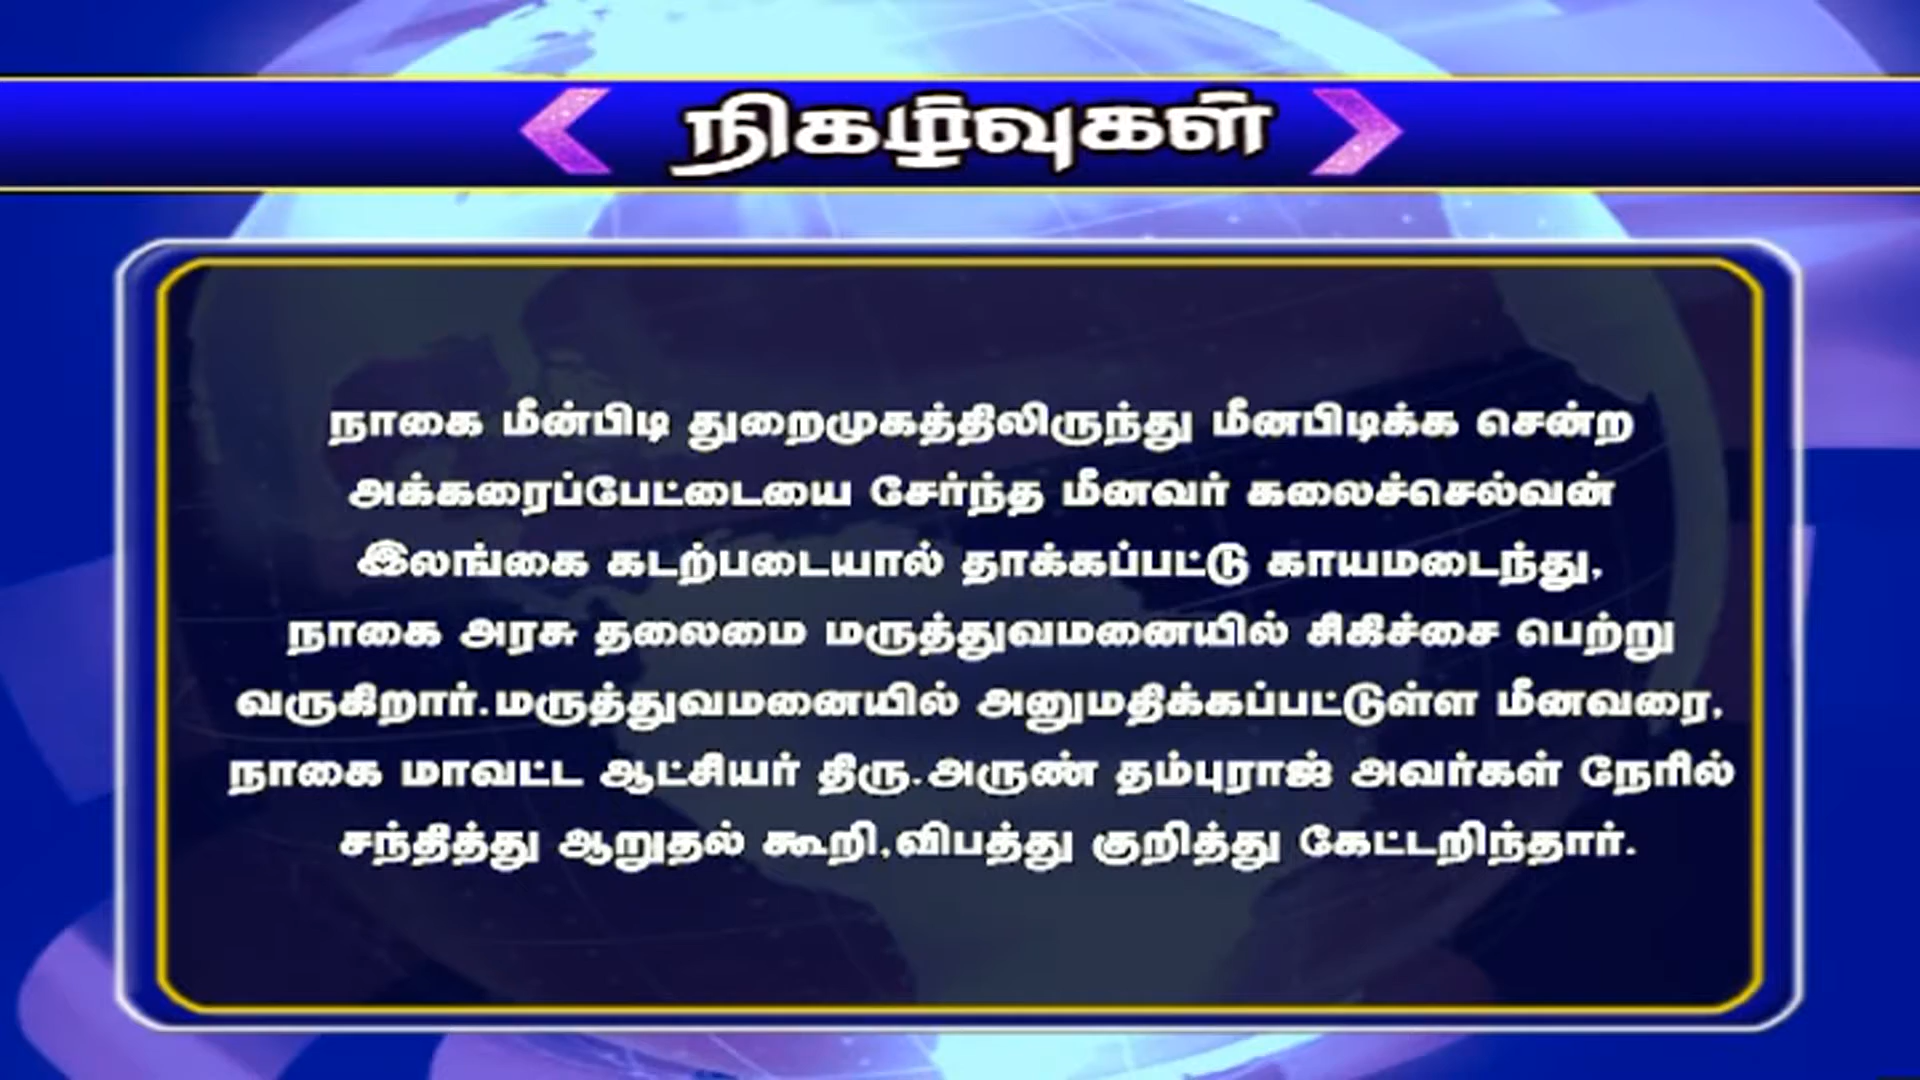 நிகழ்வுகள்
நாகை மீன்பிடி துறைமுகத்திலிருந்து மீனபிடிக்க சென்ற
அக்கரைப்பேட்டையை சேர்ந்த மீனவர் கலைச்செல்வன்
இலங்கை கடற்படையால் தாக்கப்பட்டு காயமடைந்து,
நாகை அரசு தலைமை மருத்துவமனையில் சிகிச்சை பெற்று
வருகிறார்.மருத்துவமனையில் அனுமதிக்கப்பட்டுள்ள மீனவரை,
நாகை மாவட்ட ஆட்சியர் திரு.அருண் தம்புராஜ் அவர்கள் நேரில்
சந்தித்து ஆறுதல் கூறி,விபத்து குறித்து கேட்டறிந்தார்.